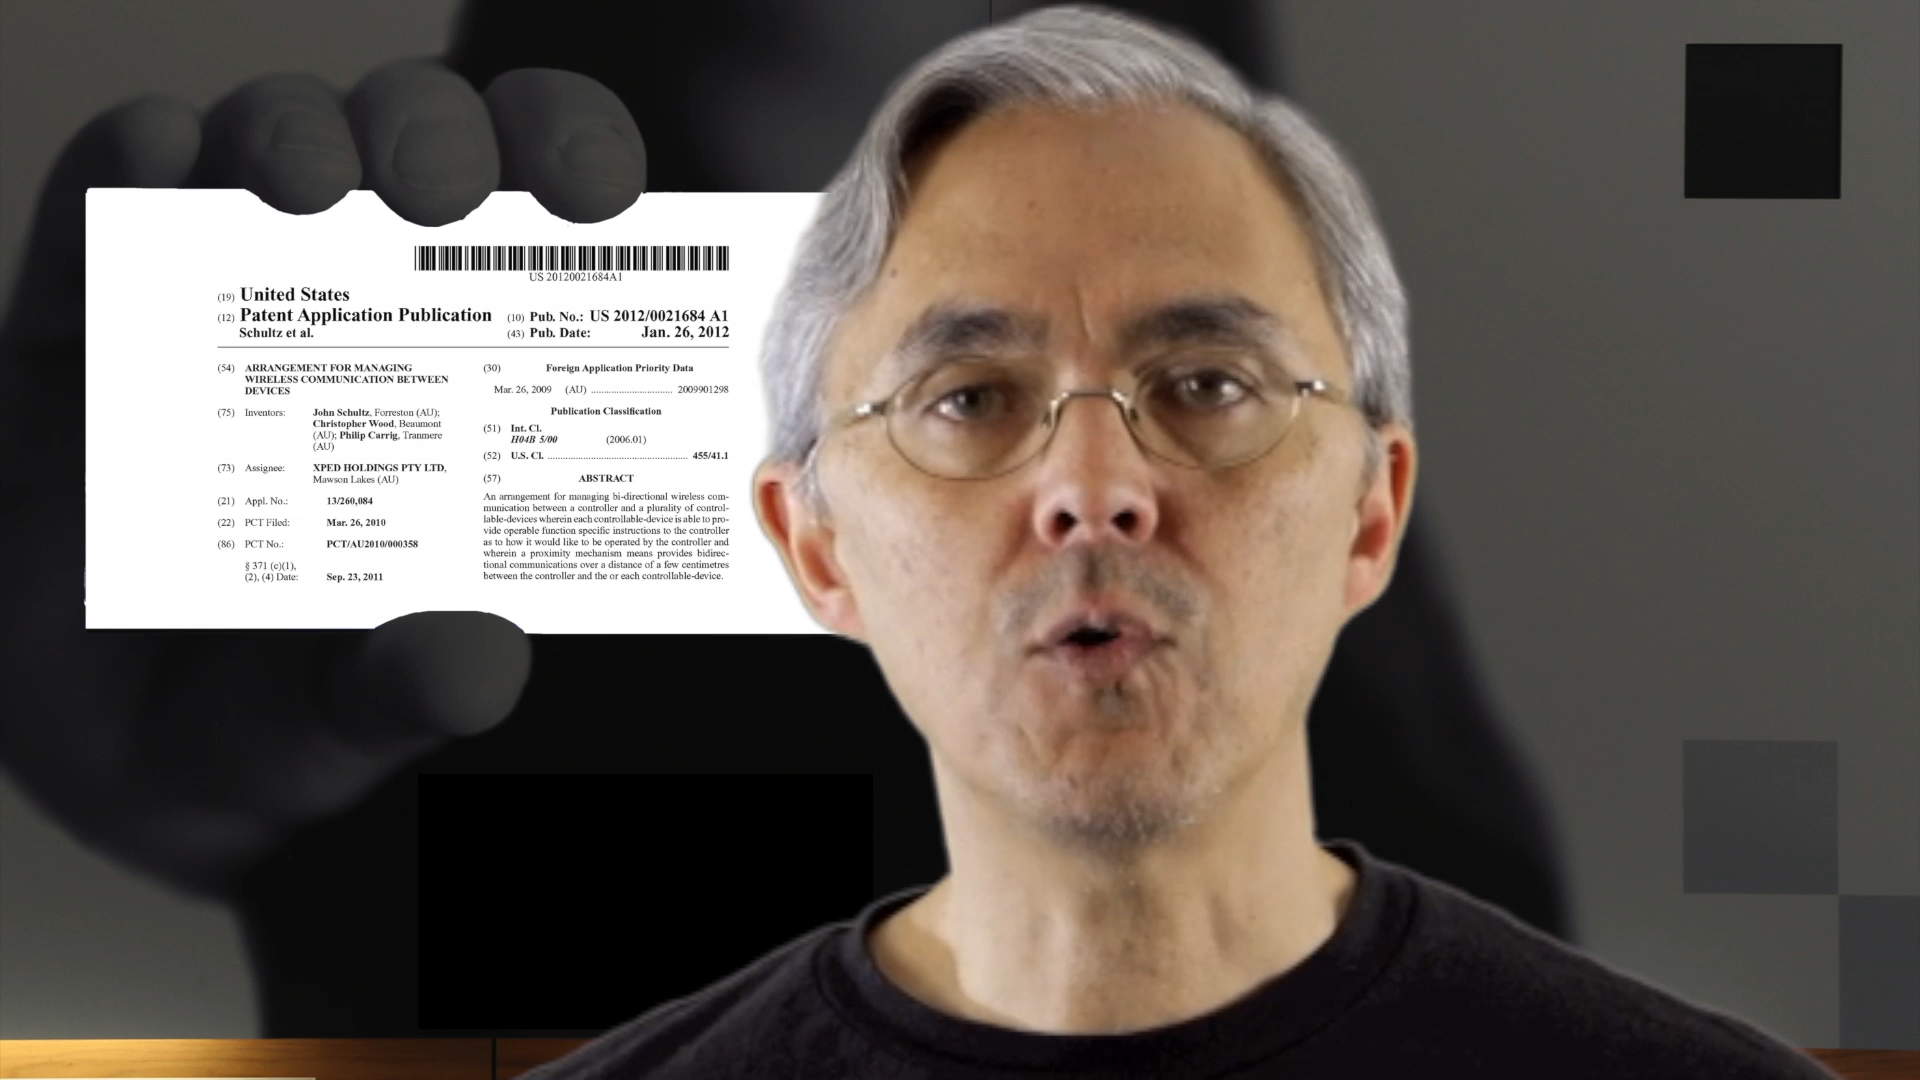 US 20120021684A1
(19) United States
(12) Patent Application Publication
Schultz et al.
(10) Pub. No.: US 2012/0021684 A1
(43) Pub. Date: Jan. 26, 2012
(54) ARRANGEMENT FOR MANAGING
WIRELESS COMMUNICATION BETWEEN
DEVICES
(75) Inventors: John Schultz, Forreston (AU);
Christopher Wood, Beaumont
(AU); Philip Carrig, Tranmere
(AU)
(73) Assignee: XPED HOLDINGS PTY LTD,
Mawson Lakes (AU)
(21) Appl. No.: 13/260,084
(22) PCT Filed: Mar. 26, 2010
(86) PCT No.: PCT/AU2010/000358
§ 371 (c)(1),
(2), (4) Date: Sep. 23, 2011
(30) Foreign Application Priority Data
Mar. 26, 2009 (AU) ................................ 2009901298
Publication Classification
(51) Int. Cl.
H04B 5/00 (2006.01)
(52) U.S. Cl. ....................................................... 455/41.1
(57) ABSTRACT
An arrangement for managing bi-directional wireless com-
munication between a controller and a plurality of control-
lable-devices wherein each controllable-device is able to pro-
vide operable function specific instructions to the controller
as to how it would like to be operated by the controller and
wherein a proximity mechanism means provides bidirec-
tional communications over a distance of a few centimetres
between the controller and the or each controllable-device.